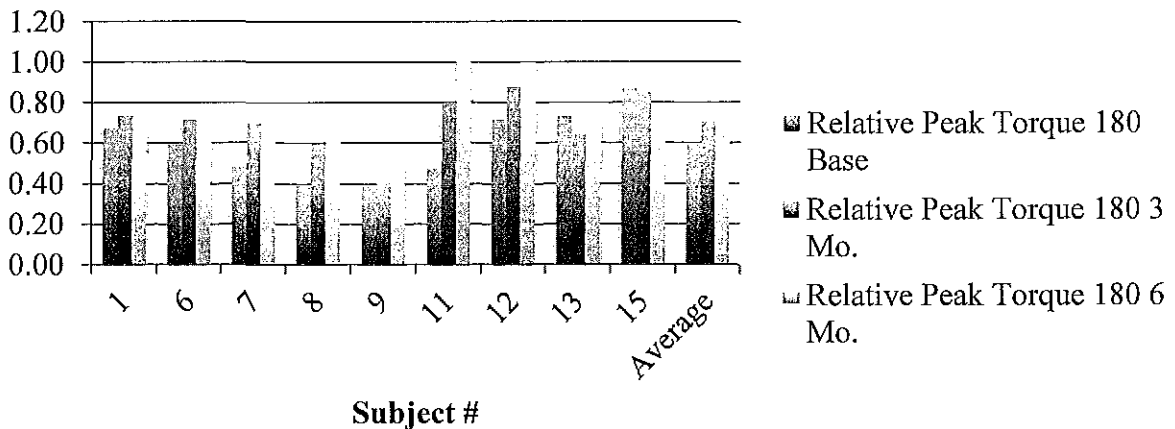 1.20
1.00
0.80
0.60
0.40
0.20
0.00
1
6
7
8
9
11
12
13
15
Average
Subject #
Relative Peak Torque 180
Base
Relative Peak Torque 180 3
Mo.
Relative Peak Torque 180 6
Mo.